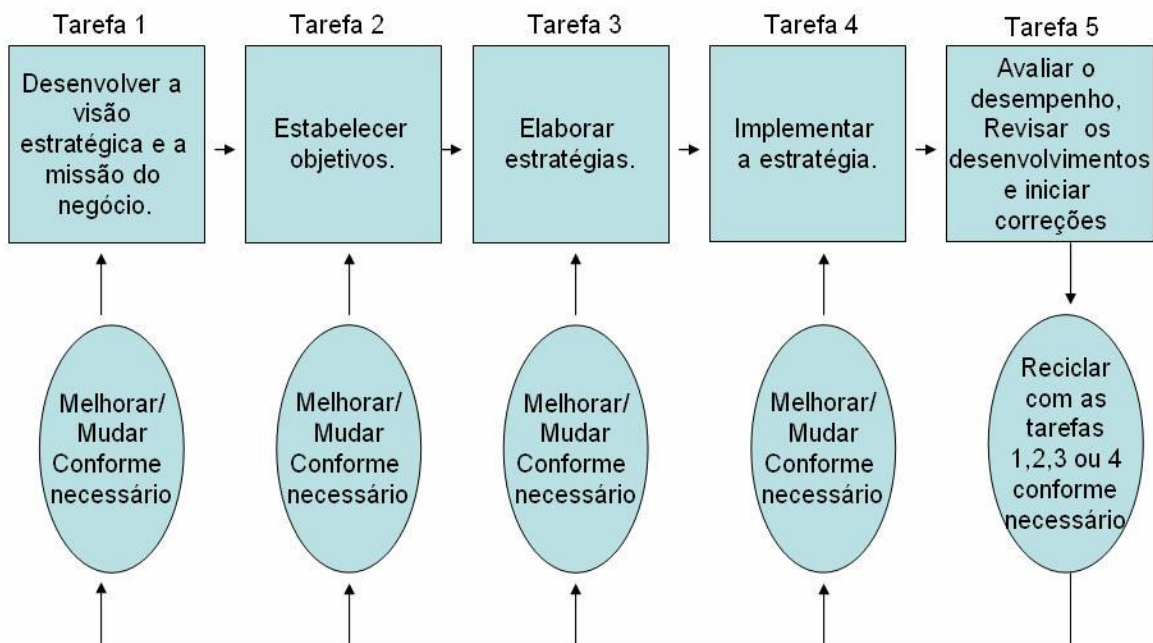 Tarefa 1
Desenvolver a
visão
estratégica e a
missão do
negócio.
Tarefa 2
Estabelecer
objetivos.
Tarefa 3
Elaborar
estratégias.
Tarefa 4
Implementar
a estratégia.
Tarefa 5
Avaliar o
desempenho,
Revisar os
desenvolvimentos
e iniciar
correções
Melhorar/
Mudar
Conforme
necessário
Melhorar/
Mudar
Conforme
necessário
Melhorar/
Mudar
Conforme
necessário
Melhorar/
Mudar
Conforme
necessário
Reciclar
com as
tarefas
1,2,3 ou 4
conforme
necessário